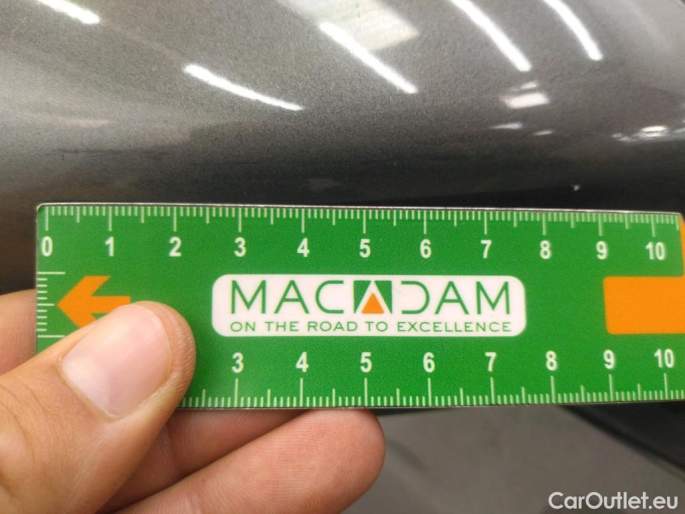 0 1 2 3 4 5 6 7 8 9 10
MACADAM
ON THE ROAD TO EXCELLENCE
3 4 5 6 7 8 9 10
CarOutlet.eu